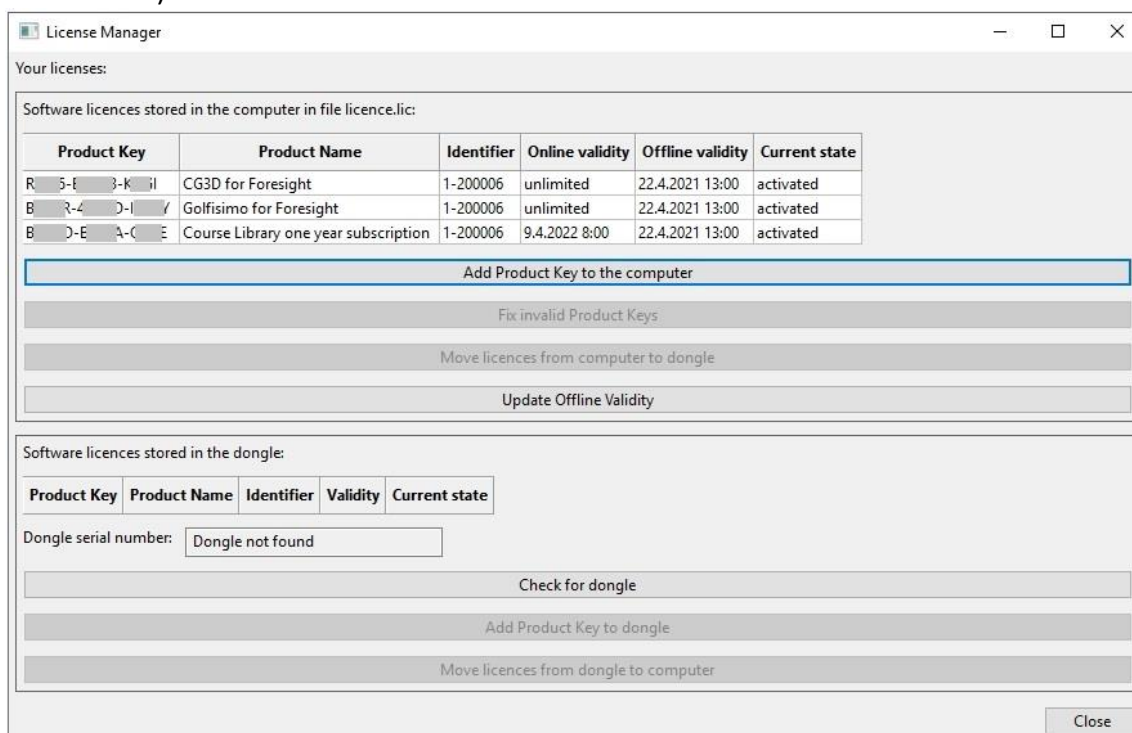 License Manager
Your licenses:
Software licences stored in the computer in file licence.lic:
Product Key Product Name Identifier Online validity Offline validity Current state
CG3D for Foresight 1-200006 unlimited 22.4.2021 13:00 activated
Golfisimo for Foresight 1-200006 unlimited 22.4.2021 13:00 activated
Course Library one year subscription 1-200006 9.4.2022 8:00 22.4.2021 13:00 activated
Add Product Key to the computer
Fix invalid Product Keys
Move licences from computer to dongle
Update Offline Validity
Software licences stored in the dongle:
Product Key Product Name Identifier Validity Current state
Dongle serial number: Dongle not found
Check for dongle
Add Product Key to dongle
Move licences from dongle to computer
Close